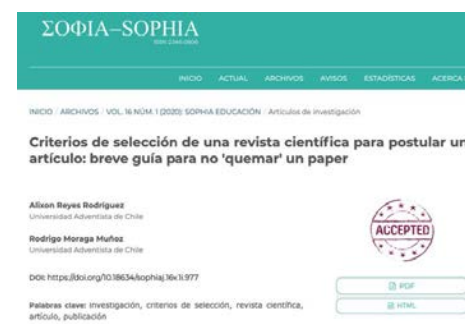 ΣΟΦΙΑ–SOPHIA
INICIO ACTUAL ARCHIVOS AVISOS ESTADÍSTICAS ACERCA
INICIO / ARCHIVOS / VOL. 16 NÚM. 1 (2020): SOPHIA EDUCACIÓN / Artículos de investigación
Criterios de selección de una revista científica para postular un
artículo: breve guía para no 'quemar' un paper
Alixon Reyes Rodríguez
Universidad Adventista de Chile
ACCEPTED
Rodrigo Moraga Muñoz
Universidad Adventista de Chile
DOI: https://doi.org/10.18634/sophiaj.16v.1i.977
PDF
Palabras clave: investigación, criterios de selección, revista científica,
artículo, publicación
HTML